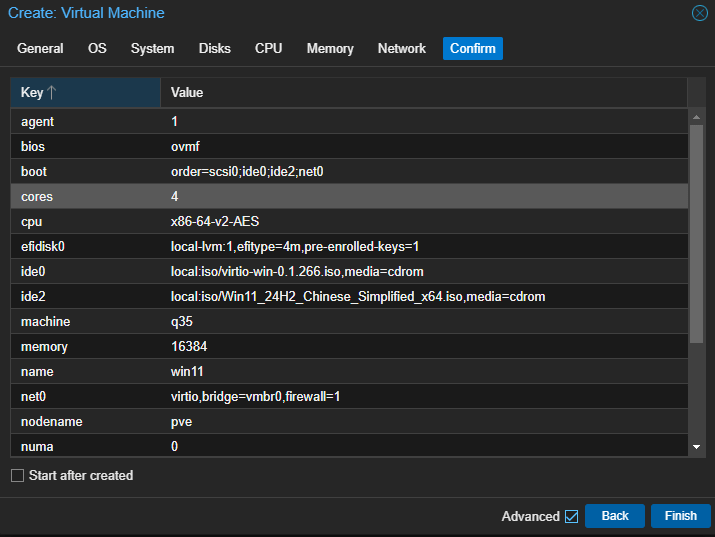 Create: Virtual Machine
General OS System Disks CPU Memory Network Confirm
Key Value
agent 1
bios ovmf
boot order=scsi0;ide0;ide2;net0
cores 4
cpu x86-64-v2-AES
efidisk0 local-lvm:1,efitype=4m,pre-enrolled-keys=1
ide0 local:iso/virtio-win-0.1.266.iso,media=cdrom
ide2 local:iso/Win11_24H2_Chinese_Simplified_x64.iso,media=cdrom
machine q35
memory 16384
name win11
net0 virtio,bridge=vmbr0,firewall=1
nodename pve
numa 0
Start after created
Advanced Back Finish